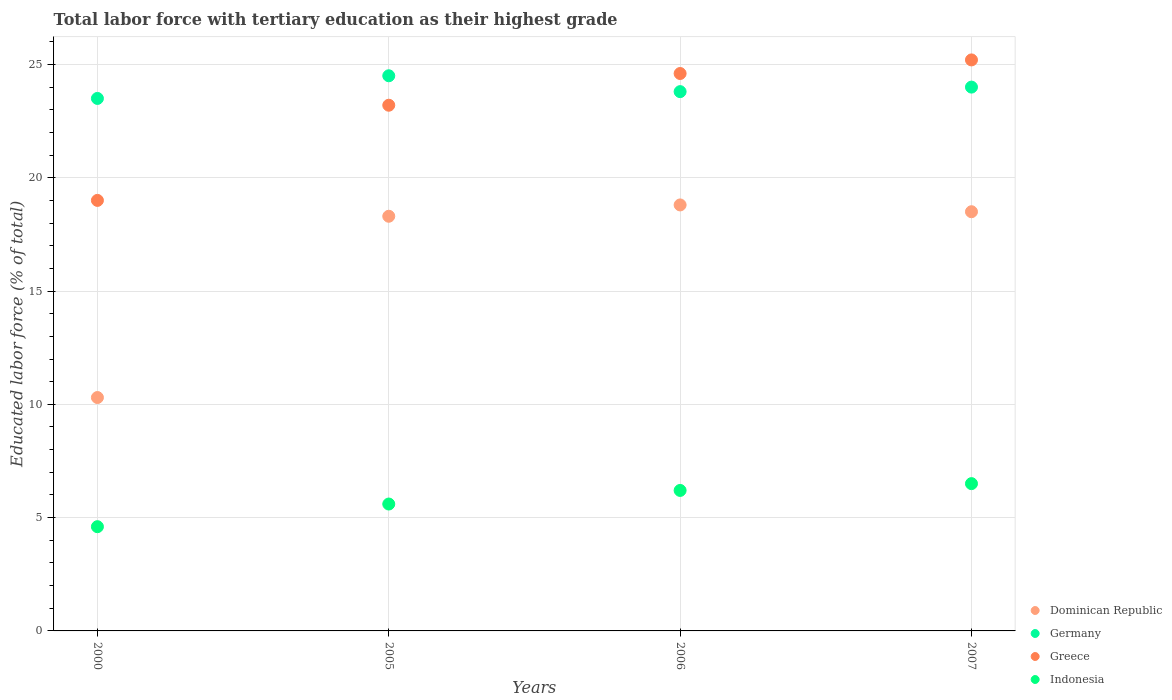 Total labor force with tertiary education as their highest grade
Educated labor force (% of total)
25
20
15
10
5
0
2000
2005
2006
2007
Years
Dominican Republic
Germany
Greece
Indonesia